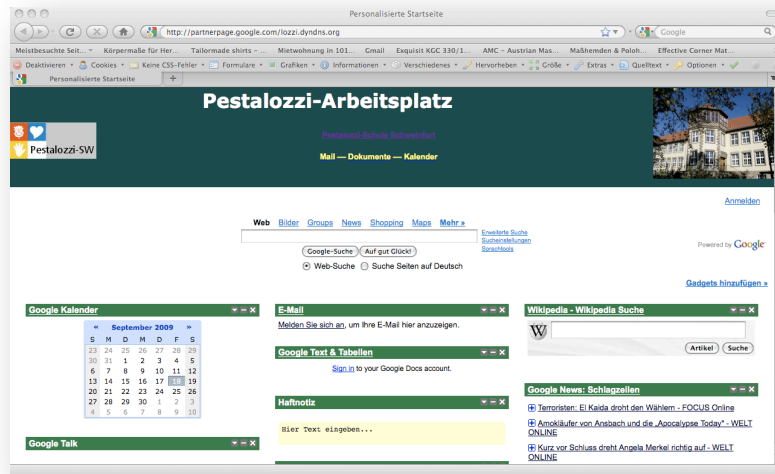 Personalisierte Startseite
http://partnerpage.google.com/lozzi.dyndns.org
Google
Meistbesuchte Seit...
Körpermaße für Her...
Tailormade shirts – ...
Mietwohnung in 101...
Gmail
Exquisit KGC 330/1...
AMC – Austrian Mas...
Maßhemden & Poloh...
Effective Corner Mat...
Deaktivieren
Cookies
Keine CSS-Fehler
Formulare
Grafiken
Informationen
Verschiedenes
Hervorheben
Größe
Extras
Quelltext
Optionen
Personalisierte Startseite
Pestalozzi-Arbeitsplatz
Pestalozzi-Schule Schweinfurt
Pestalozzi-SW
Mail — Dokumente — Kalender
Anmelden
Web Bilder Groups News Shopping Maps Mehr »
Erweiterte Suche
Sucheinstellungen
Sprachtools
Google-Suche
Auf gut Glück!
Web-Suche
Suche Seiten auf Deutsch
Powered by Google
Gadgets hinzufügen »
Google Kalender
« September 2009 »
S M D M D F S
23 24 25 26 27 28 29
30 31 1 2 3 4 5
6 7 8 9 10 11 12
13 14 15 16 17 18 19
20 21 22 23 24 25 26
27 28 29 30 1 2 3
4 5 6 7 8 9 10
Google Talk
E-Mail
Melden Sie sich an, um Ihre E-Mail hier anzuzeigen.
Google Text & Tabellen
Sign in to your Google Docs account.
Haftnotiz
Hier Text eingeben...
Wikipedia - Wikipedia Suche
W
Artikel
Suche
Google News: Schlagzeilen
Terroristen: El Kaida droht den Wählern - FOCUS Online
Amokläufer von Ansbach und die „Apocalypse Today" - WELT
ONLINE
Kurz vor Schluss dreht Angela Merkel richtig auf - WELT
ONLINE